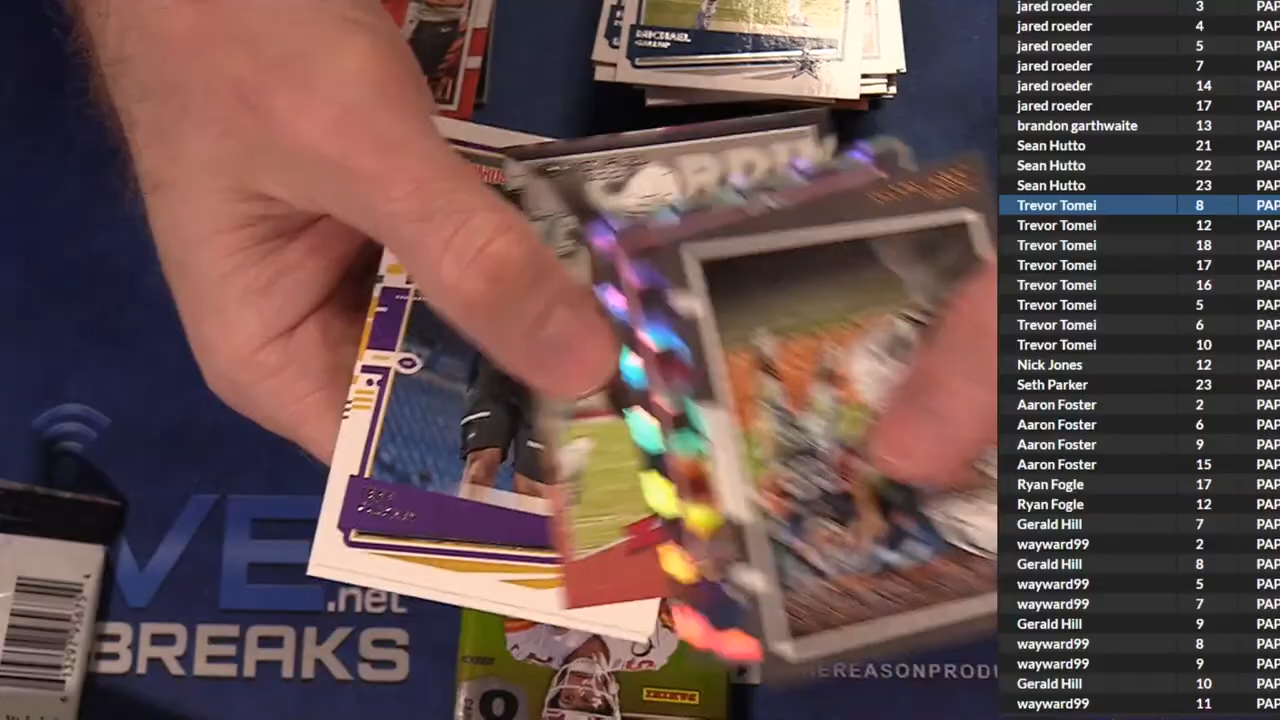 MICHAEL
VE.net
BREAKS
EREASONPRODU
PANINI
jared roeder 3 PAP
jared roeder 4 PAP
jared roeder 5 PAP
jared roeder 7 PAP
jared roeder 14 PAP
jared roeder 17 PAP
brandon garthwaite 13 PAP
Sean Hutto 21 PAP
Sean Hutto 22 PAP
Sean Hutto 23 PAP
Trevor Tomei 8 PAP
Trevor Tomei 12 PAP
Trevor Tomei 18 PAP
Trevor Tomei 17 PAP
Trevor Tomei 16 PAP
Trevor Tomei 5 PAP
Trevor Tomei 6 PAP
Trevor Tomei 10 PAP
Nick Jones 12 PAP
Seth Parker 23 PAP
Aaron Foster 2 PAP
Aaron Foster 6 PAP
Aaron Foster 9 PAP
Aaron Foster 15 PAP
Ryan Fogle 17 PAP
Ryan Fogle 12 PAP
Gerald Hill 7 PAP
wayward99 2 PAP
Gerald Hill 8 PAP
wayward99 5 PAP
wayward99 7 PAP
Gerald Hill 9 PAP
wayward99 8 PAP
wayward99 9 PAP
Gerald Hill 10 PAP
wayward99 11 PAP